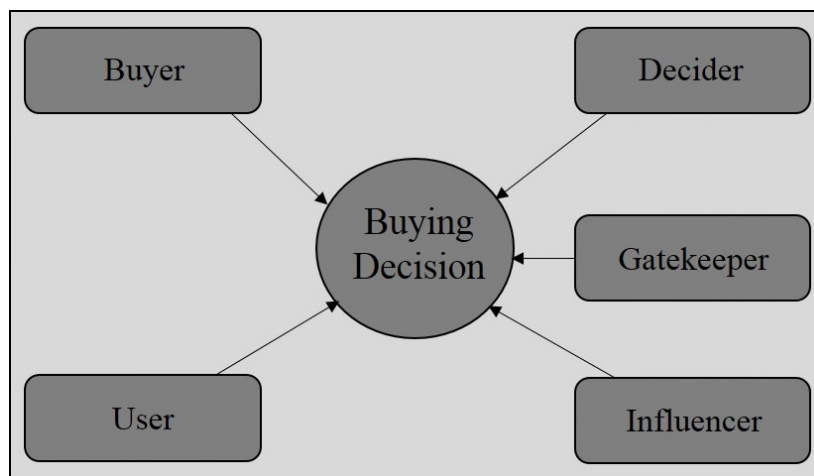 Buyer
Decider
Buying
Decision
Gatekeeper
User
Influencer